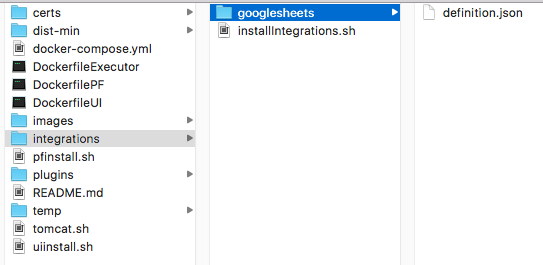 certs
dist-min
docker-compose.yml
DockerfileExecutor
DockerfilePF
DockerfileUI
images
integrations
pfinstall.sh
plugins
README.md
temp
tomcat.sh
uiinstall.sh
googlesheets
installIntegrations.sh
definition.json